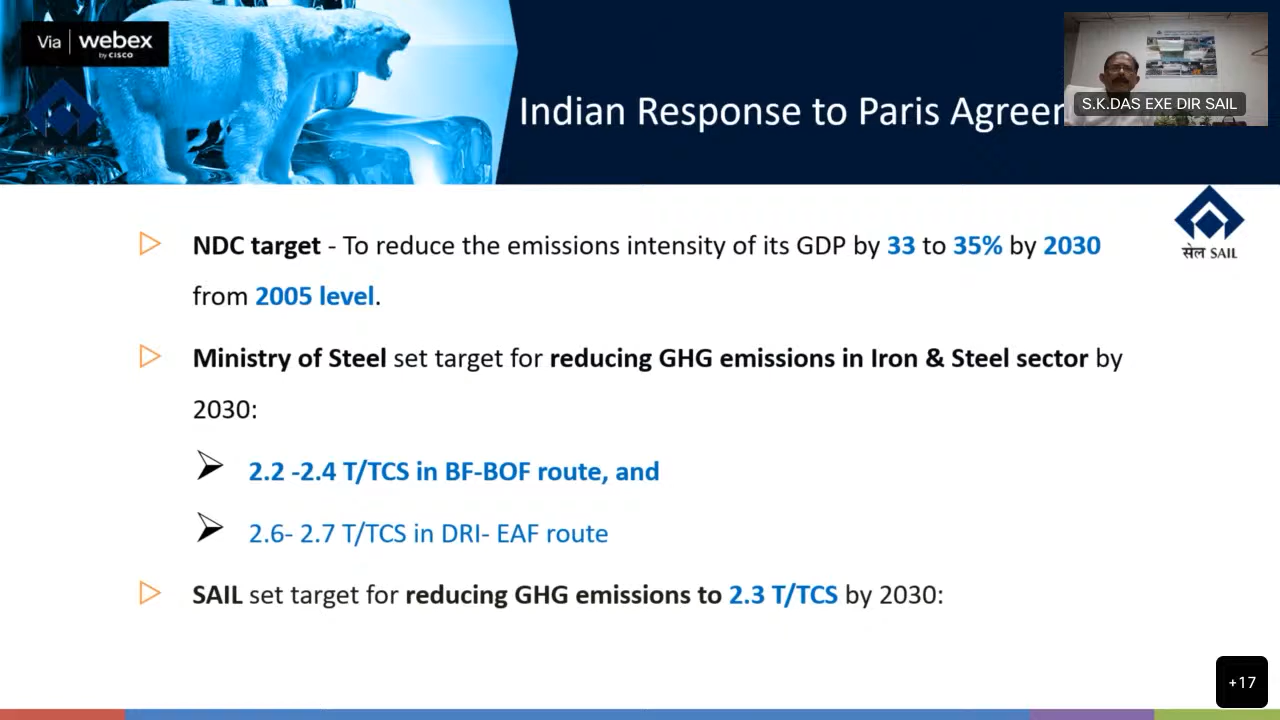 Via webex
by CISCO
S.K.DAS EXE DIR SAIL
Indian Response to Paris Agreem
सेल SAIL
NDC target - To reduce the emissions intensity of its GDP by 33 to 35% by 2030
from 2005 level.
Ministry of Steel set target for reducing GHG emissions in Iron & Steel sector by
2030:
2.2 -2.4 T/TCS in BF-BOF route, and
2.6- 2.7 T/TCS in DRI- EAF route
SAIL set target for reducing GHG emissions to 2.3 T/TCS by 2030:
+17